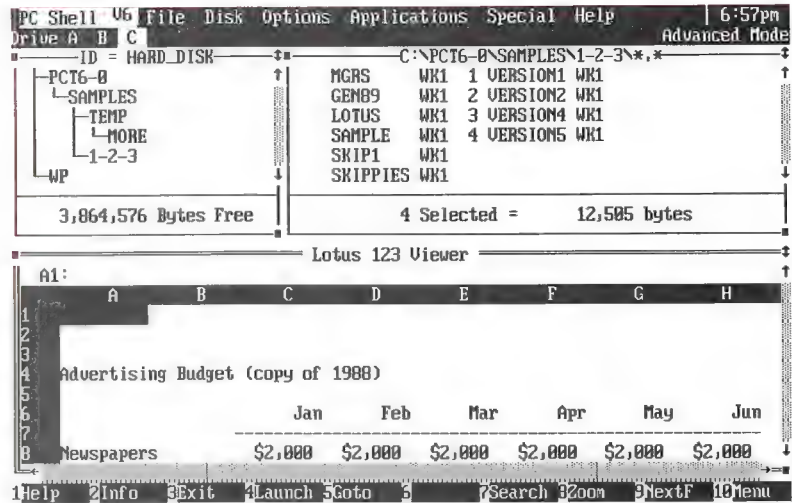 PC Shell V6 File Disk Options Applications Special Help 6:57pm
Drive A B C Advanced Mode
ID = HARD_DISK C:\PCT6-0\SAMPLES\1-2-3\*.*
PCT6-0 MGRS WK1 1 VERSION1 WK1
SAMPLES GEN89 WK1 2 VERSION2 WK1
TEMP LOTUS WK1 3 VERSION4 WK1
MORE SAMPLE WK1 4 VERSION5 WK1
1-2-3 SKIP1 WK1
WP SKIPPIES WK1
3,864,576 Bytes Free 4 Selected = 12,505 bytes
Lotus 123 Viewer
A1:
A B C D E F G H
1
2
3
4 Advertising Budget (copy of 1988)
5
6 Jan Feb Mar Apr May Jun
7
8 Newspapers $2,000 $2,000 $2,000 $2,000 $2,000 $2,000
1Help 2Info 3Exit 4Launch 5Goto 6 7Search 8Zoom 9NextF 10Menu